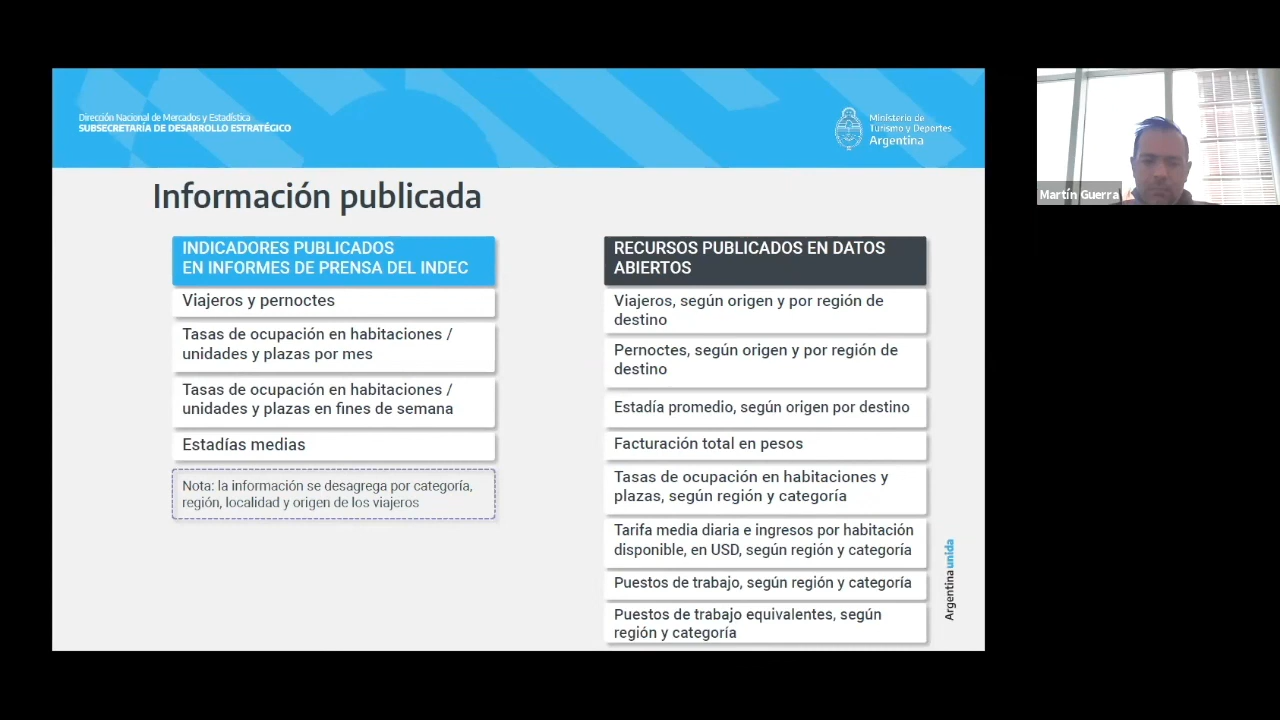 Dirección Nacional de Mercados y Estadística
SUBSECRETARÍA DE DESARROLLO ESTRATÉGICO
Ministerio de
Turismo y Deportes
Argentina
Martín Guerra
Información publicada
INDICADORES PUBLICADOS
EN INFORMES DE PRENSA DEL INDEC
Viajeros y pernoctes
Tasas de ocupación en habitaciones /
unidades y plazas por mes
Tasas de ocupación en habitaciones /
unidades y plazas en fines de semana
Estadías medias
Nota: la información se desagrega por categoría,
región, localidad y origen de los viajeros
RECURSOS PUBLICADOS EN DATOS
ABIERTOS
Viajeros, según origen y por región de
destino
Pernoctes, según origen y por región de
destino
Estadía promedio, según origen por destino
Facturación total en pesos
Tasas de ocupación en habitaciones y
plazas, según región y categoría
Tarifa media diaria e ingresos por habitación
disponible, en USD, según región y categoría
Puestos de trabajo, según región y categoría
Puestos de trabajo equivalentes, según
región y categoría
Argentina unida